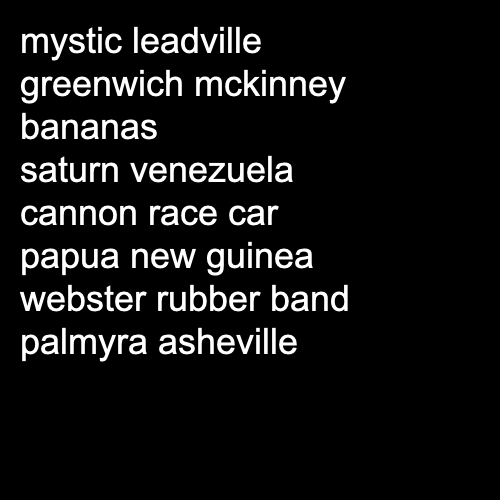 mystic leadville
greenwich mckinney
bananas
saturn venezuela
cannon race car
papua new guinea
webster rubber band
palmyra asheville